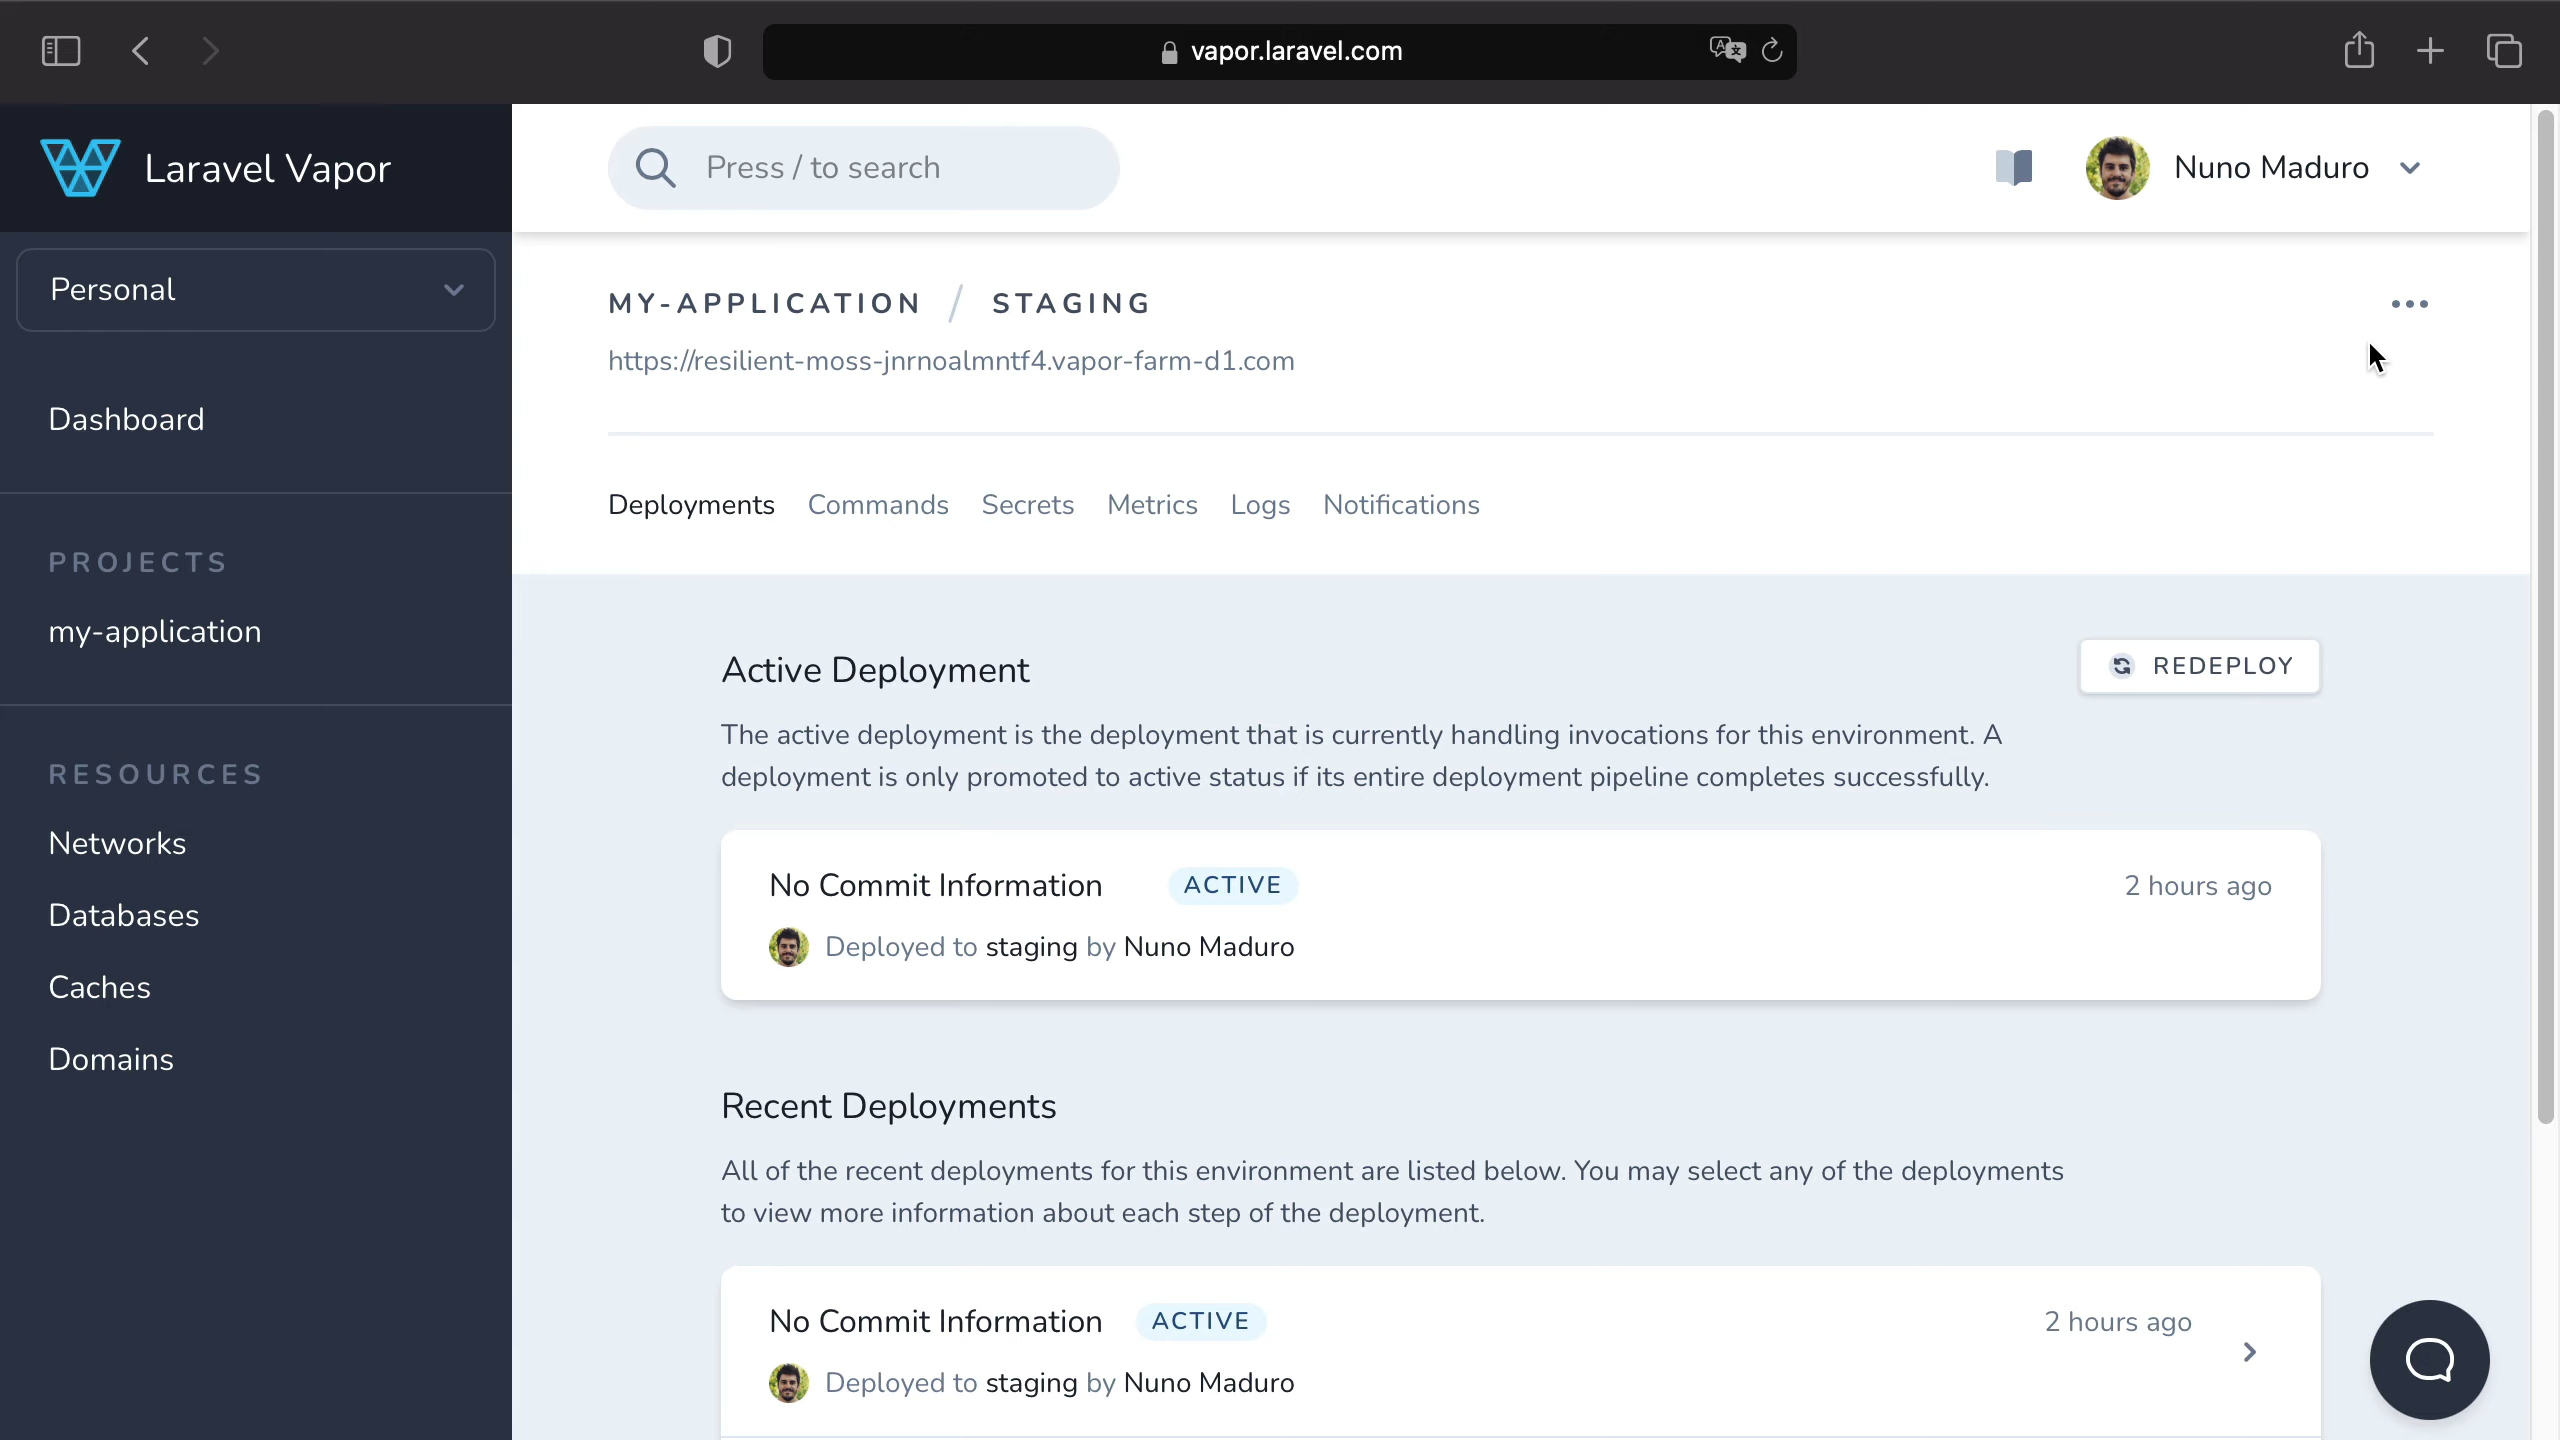 vapor.laravel.com
Laravel Vapor
Press / to search
Nuno Maduro
Personal
Dashboard
PROJECTS
my-application
RESOURCES
Networks
Databases
Caches
Domains
MY-APPLICATION / STAGING
https://resilient-moss-jnrnoalmntf4.vapor-farm-d1.com
Deployments Commands Secrets Metrics Logs Notifications
Active Deployment
REDEPLOY
The active deployment is the deployment that is currently handling invocations for this environment. A
deployment is only promoted to active status if its entire deployment pipeline completes successfully.
No Commit Information ACTIVE 2 hours ago
Deployed to staging by Nuno Maduro
Recent Deployments
All of the recent deployments for this environment are listed below. You may select any of the deployments
to view more information about each step of the deployment.
No Commit Information ACTIVE 2 hours ago
Deployed to staging by Nuno Maduro